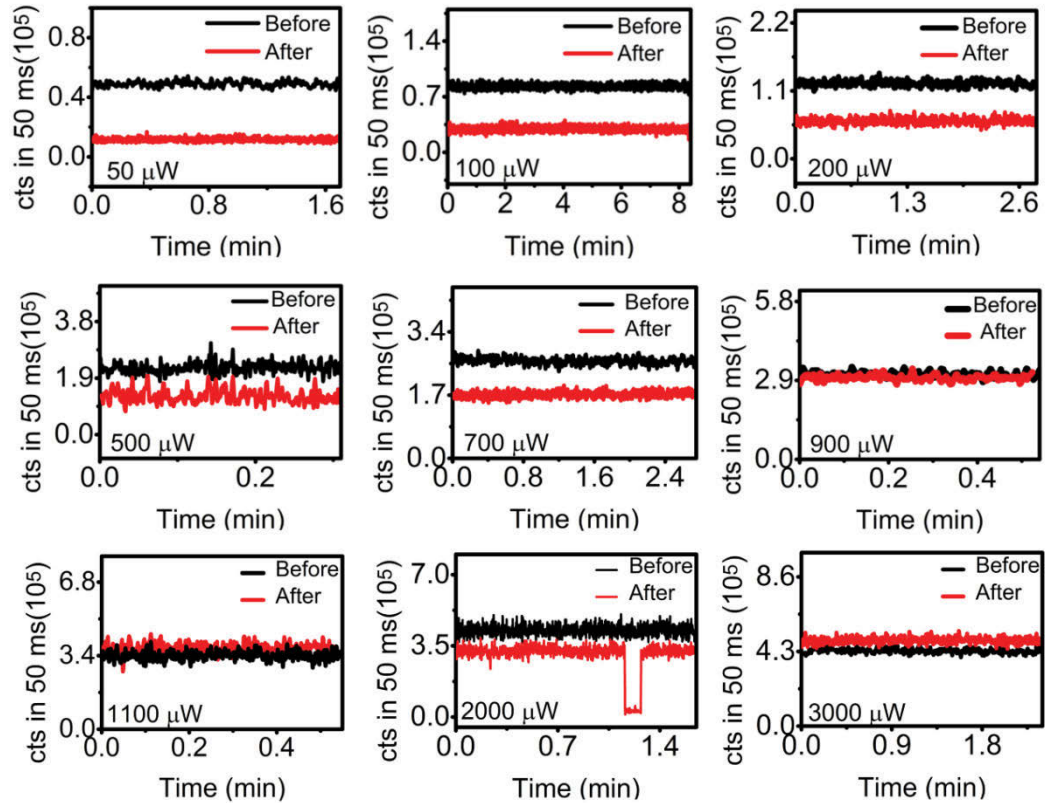 cts in 50 ms(10⁵)
0.8
0.4
0.0
Before
After
50 μW
0.0 0.8 1.6
Time (min)
cts in 50 ms(10⁵)
1.4
0.7
0.0
Before
After
100 μW
0 2 4 6 8
Time (min)
cts in 50 ms(10⁵)
2.2
1.1
0.0
Before
After
200 μW
0.0 1.3 2.6
Time (min)
cts in 50 ms(10⁵)
3.8
1.9
0.0
Before
After
500 μW
0.0 0.2
Time (min)
cts in 50 ms(10⁵)
3.4
1.7
0.0
Before
After
700 μW
0.0 0.8 1.6 2.4
Time (min)
cts in 50 ms(10⁵)
5.8
2.9
0.0
Before
After
900 μW
0.0 0.2 0.4
Time (min)
cts in 50 ms(10⁵)
6.8
3.4
0.0
Before
After
1100 μW
0.0 0.2 0.4
Time (min)
cts in 50 ms(10⁵)
7.0
3.5
0.0
Before
After
2000 μW
0.0 0.7 1.4
Time (min)
cts in 50 ms (10⁵)
8.6
4.3
0.0
Before
After
3000 μW
0.0 0.9 1.8
Time (min)